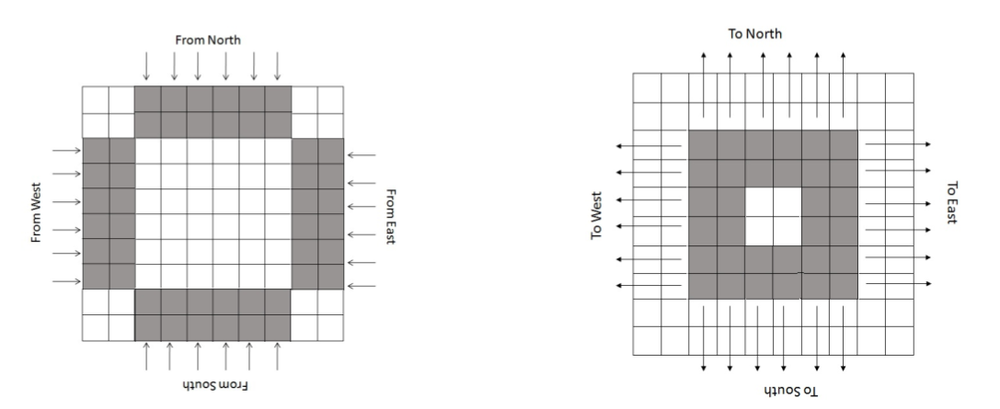 From North
To North
From West
From East
To West
To East
From South
To South